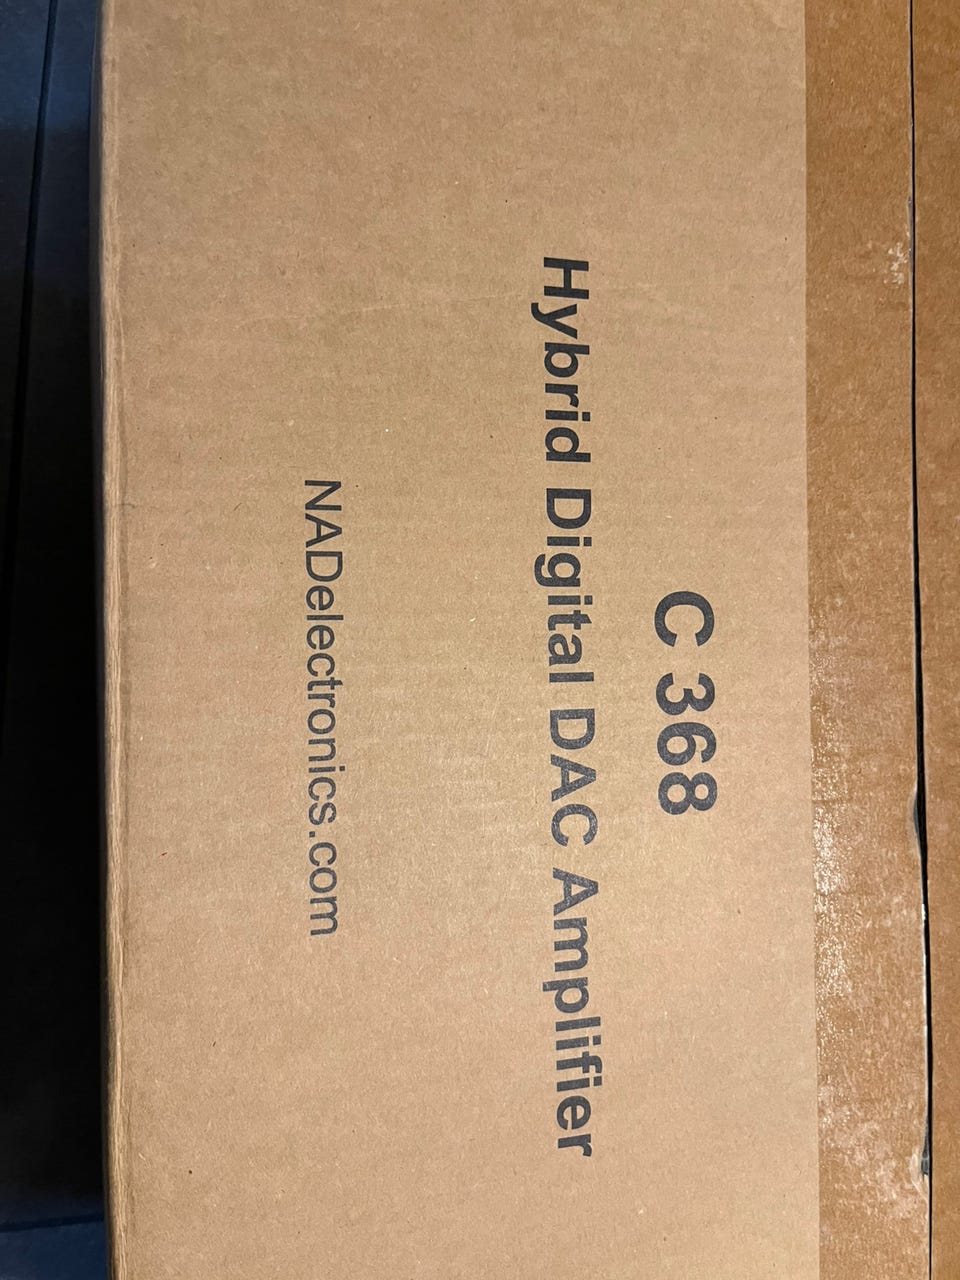 C 368
Hybrid Digital DAC Amplifier
NADelectronics.com